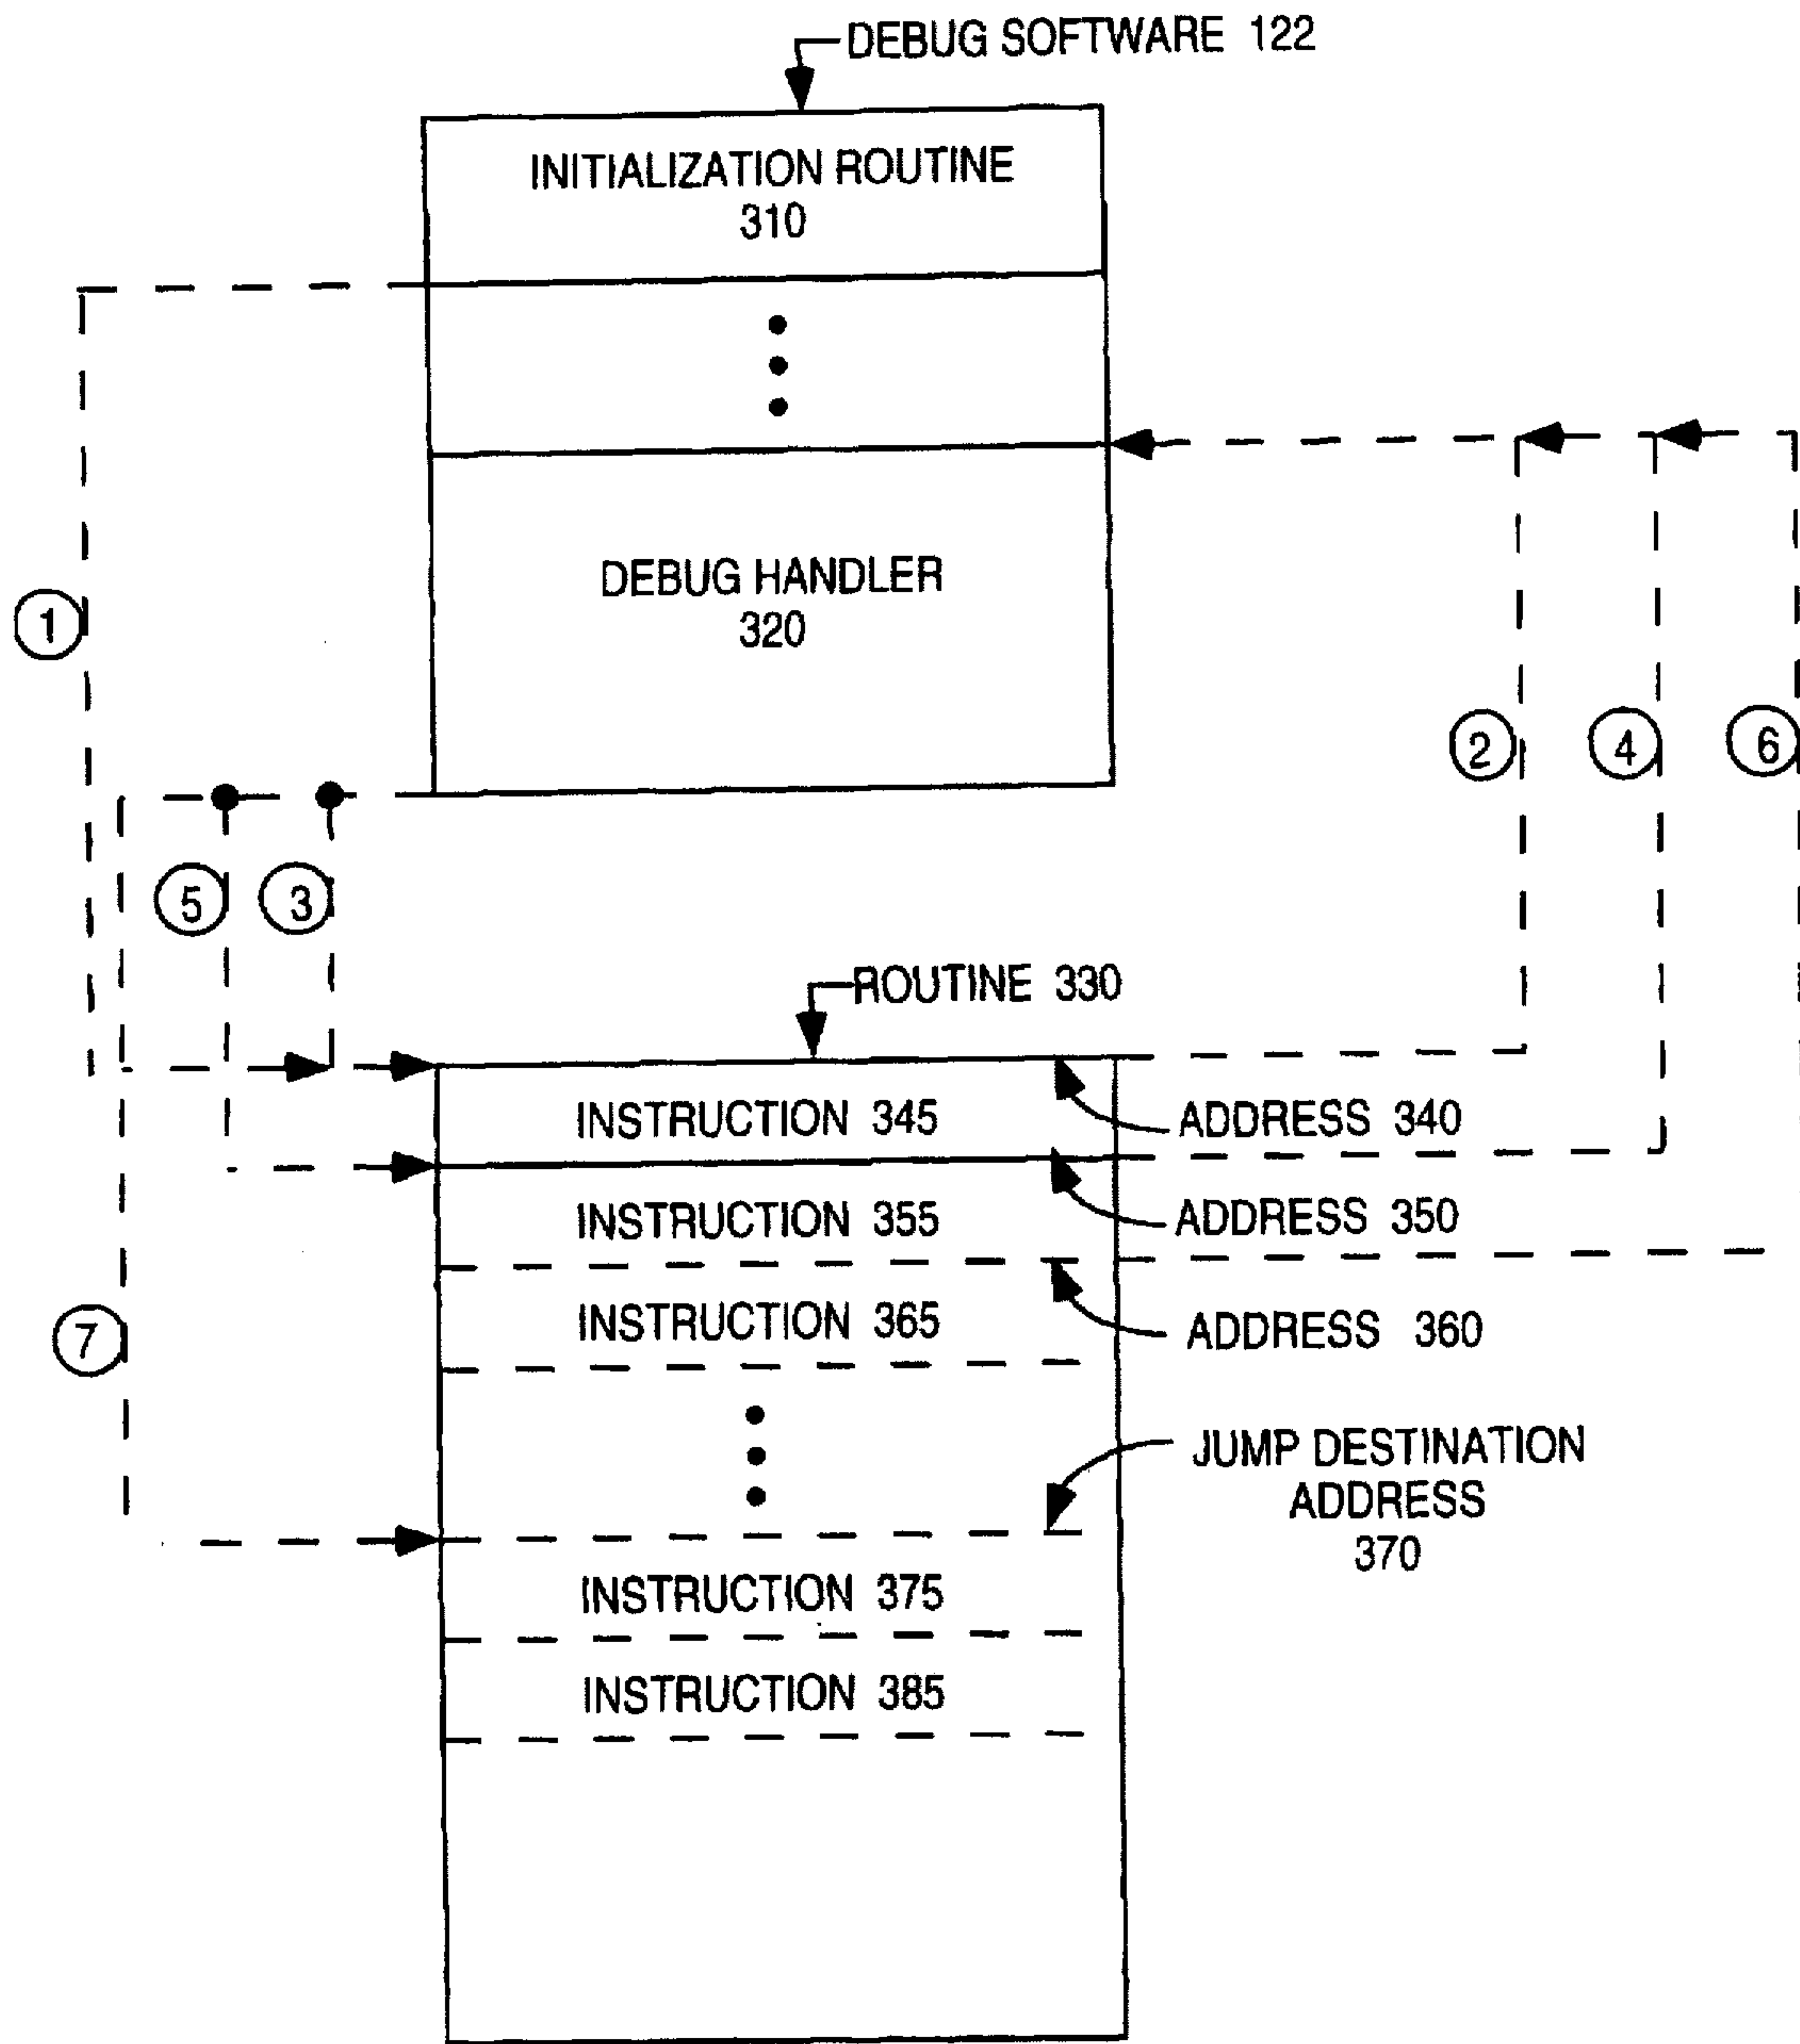 DEBUG SOFTWARE 122
INITIALIZATION ROUTINE
310
DEBUG HANDLER
320
1
2
4
6
5
3
ROUTINE 330
INSTRUCTION 345
ADDRESS 340
INSTRUCTION 355
ADDRESS 350
INSTRUCTION 365
ADDRESS 360
7
JUMP DESTINATION
ADDRESS
370
INSTRUCTION 375
INSTRUCTION 385